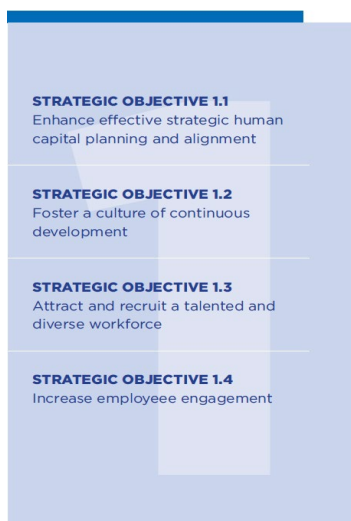 STRATEGIC OBJECTIVE 1.1
Enhance effective strategic human
capital planning and alignment
STRATEGIC OBJECTIVE 1.2
Foster a culture of continuous
development
STRATEGIC OBJECTIVE 1.3
Attract and recruit a talented and
diverse workforce
STRATEGIC OBJECTIVE 1.4
Increase employeee engagement